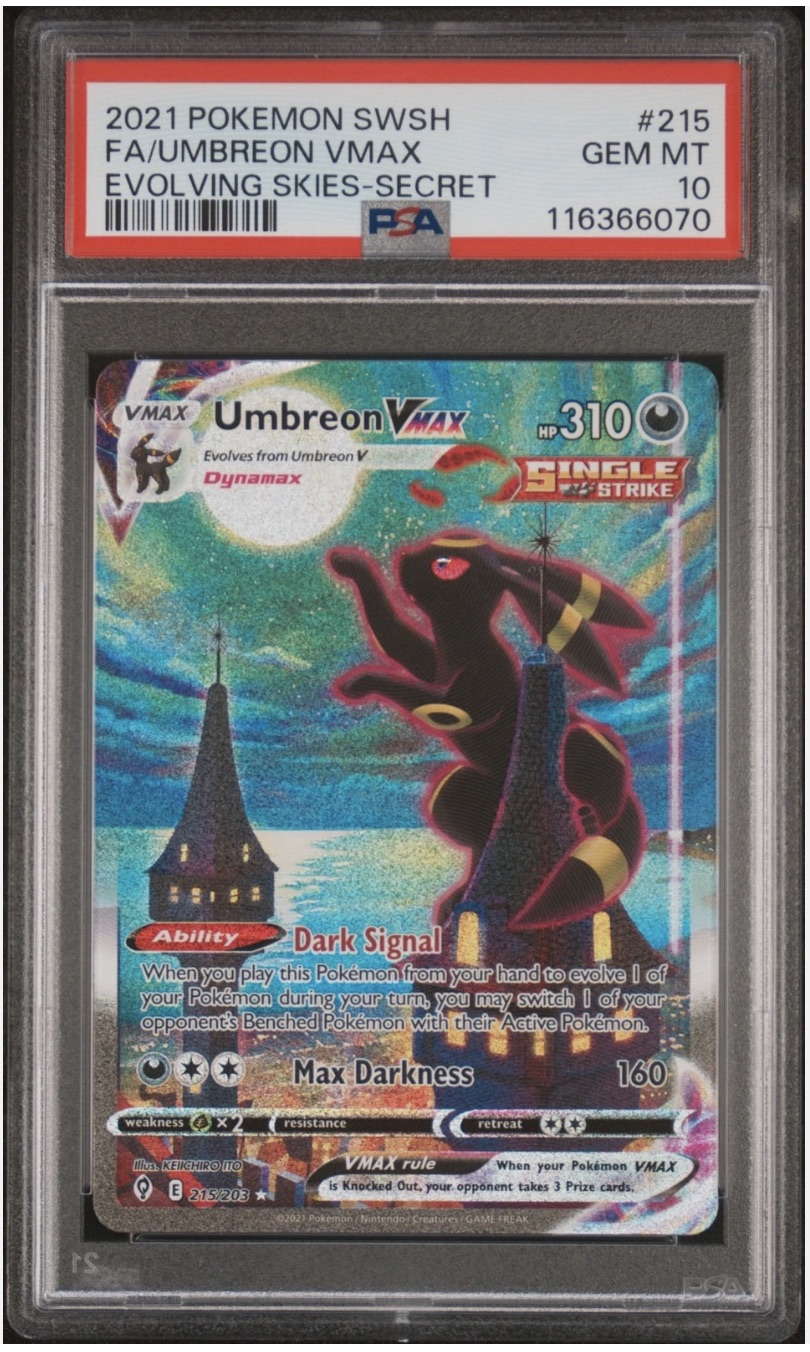 2021 POKEMON SWSH #215
FA/UMBREON VMAX GEM MT
EVOLVING SKIES-SECRET 10
PSA 116366070
VMAX Umbreon VMAX HP 310
Evolves from Umbreon V
Dynamax
SINGLE
STRIKE
Ability Dark Signal
When you play this Pokémon from your hand to evolve 1 of
your Pokémon during your turn, you may switch 1 of your
opponent's Benched Pokémon with their Active Pokémon.
Max Darkness 160
weakness ×2 resistance retreat
Illus. KEIICHIRO ITO
VMAX rule When your Pokémon VMAX
is Knocked Out, your opponent takes 3 Prize cards.
E 215/203 ★
©2021 Pokémon / Nintendo / Creatures / GAME FREAK
21
PSA